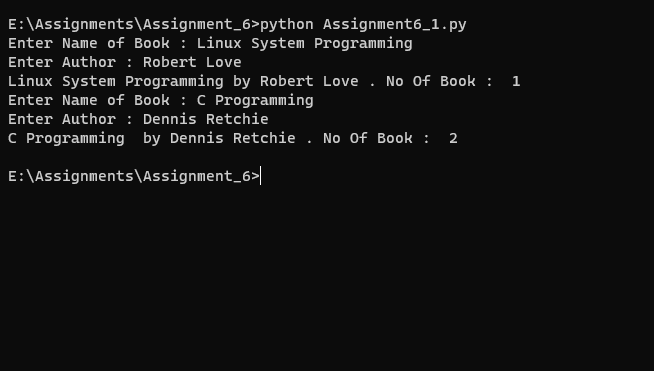 E:\Assignments\Assignment_6>python Assignment6_1.py
Enter Name of Book : Linux System Programming
Enter Author : Robert Love
Linux System Programming by Robert Love . No Of Book :  1
Enter Name of Book : C Programming
Enter Author : Dennis Retchie
C Programming  by Dennis Retchie . No Of Book :  2
E:\Assignments\Assignment_6>